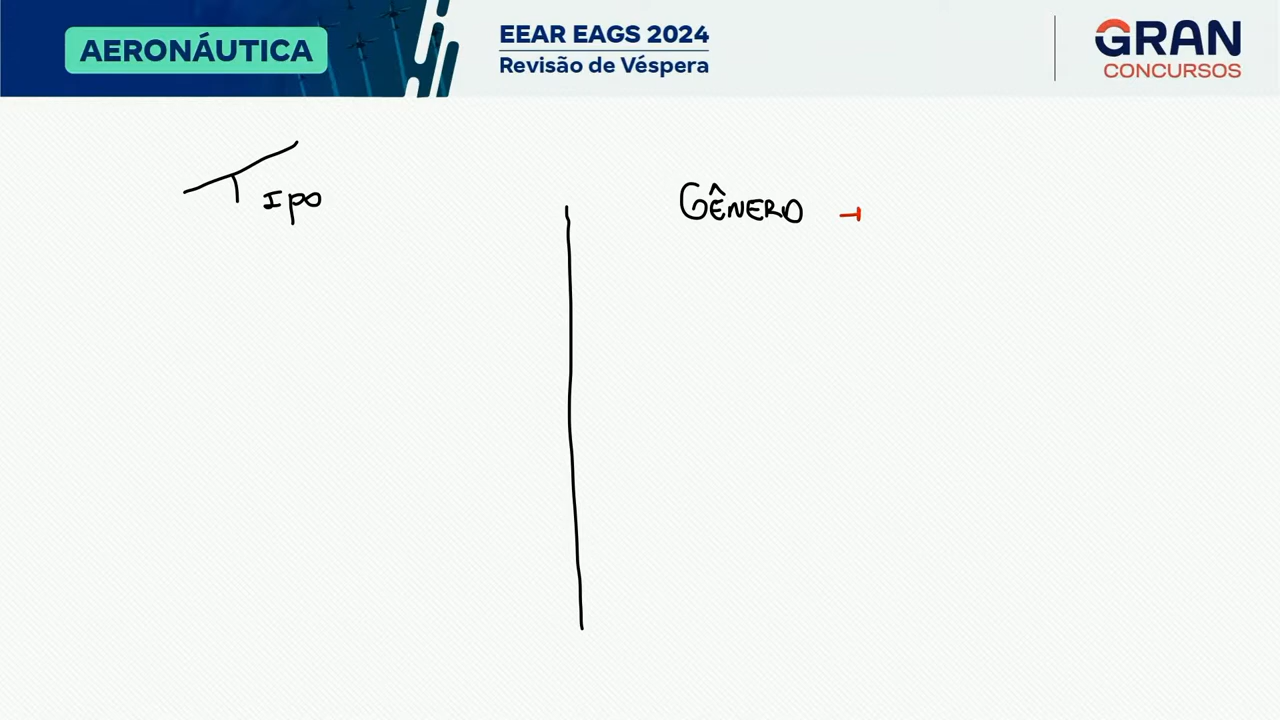 AERONÁUTICA
EEAR EAGS 2024
Revisão de Véspera
GRAN
CONCURSOS
Tipo
GÊNERO